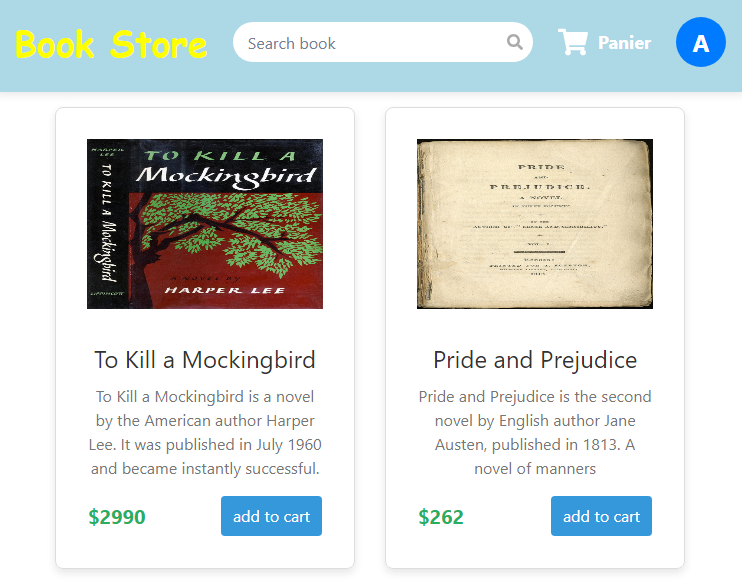 Book Store
Search book
Panier
A
HARPER
LEE
TO KILL A
Mockingbird
LIPPINCOTT
TO KILL A
Mockingbird
A NOVEL BY
HARPER LEE
PRIDE
AND
PREJUDICE.
A NOVEL.
IN THREE VOLUMES.
BY THE
AUTHOR OF "SENSE AND SENSIBILITY."
VOL. I.
To Kill a Mockingbird
To Kill a Mockingbird is a novel
by the American author Harper
Lee. It was published in July 1960
and became instantly successful.
$2990
add to cart
Pride and Prejudice
Pride and Prejudice is the second
novel by English author Jane
Austen, published in 1813. A
novel of manners
$262
add to cart